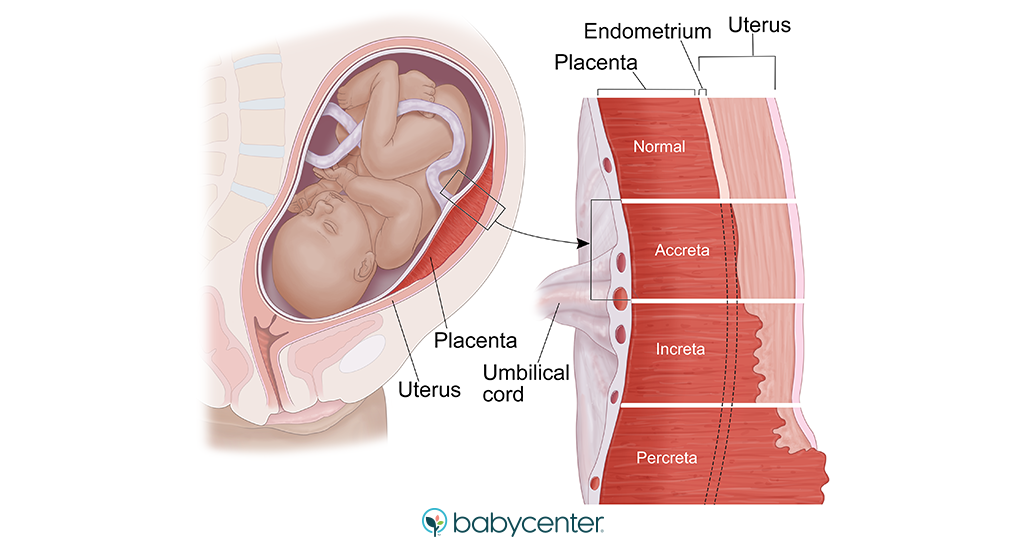 Endometrium
Uterus
Placenta
Normal
Accreta
Increta
Percreta
Placenta
Uterus
Umbilical
cord
babycenter